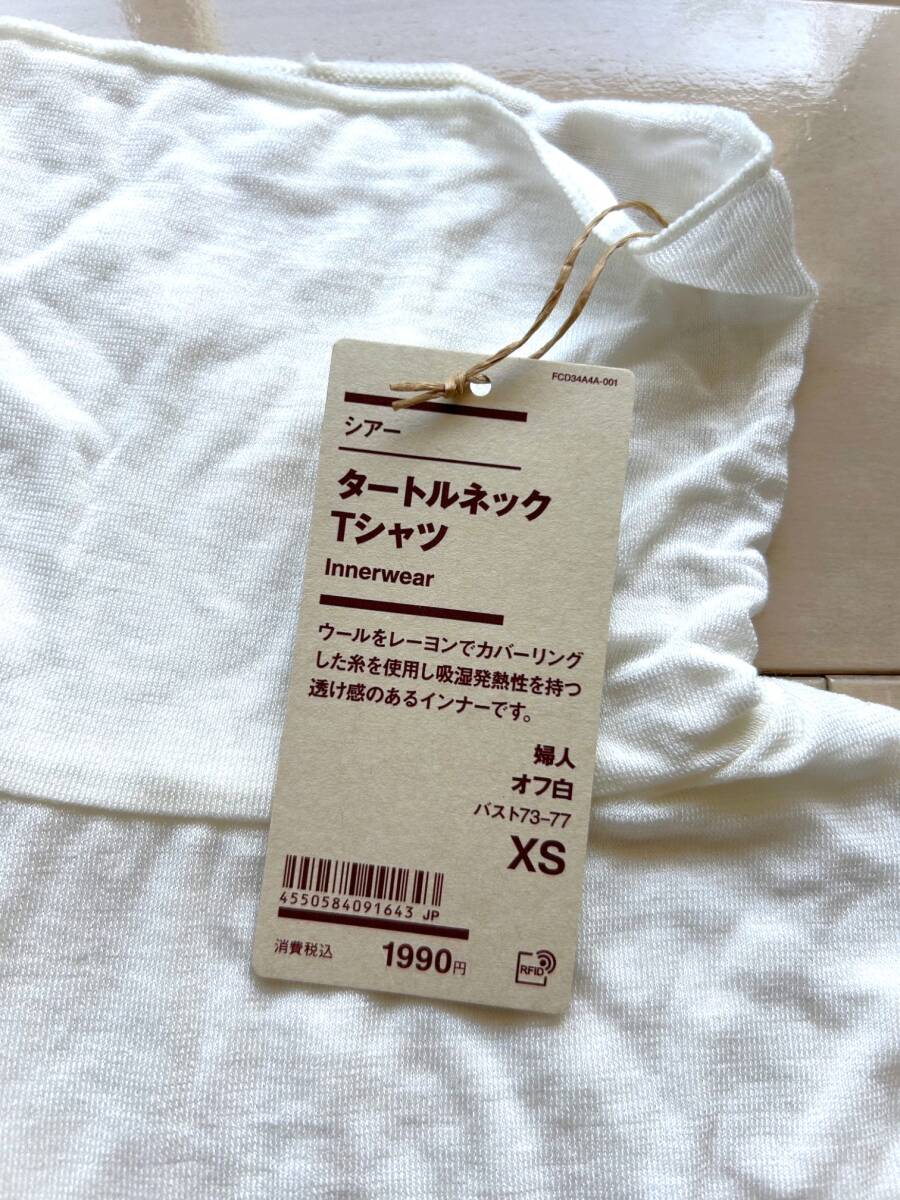 FCD34A4A-001
シアー
タートルネック
Tシャツ
Innerwear
ウールをレーヨンでカバーリング
した糸を使用し吸湿発熱性を持つ
透け感のあるインナーです。
婦人
オフ白
バスト73–77
XS
4550584091643 JP
消費税込 1990円
RFID